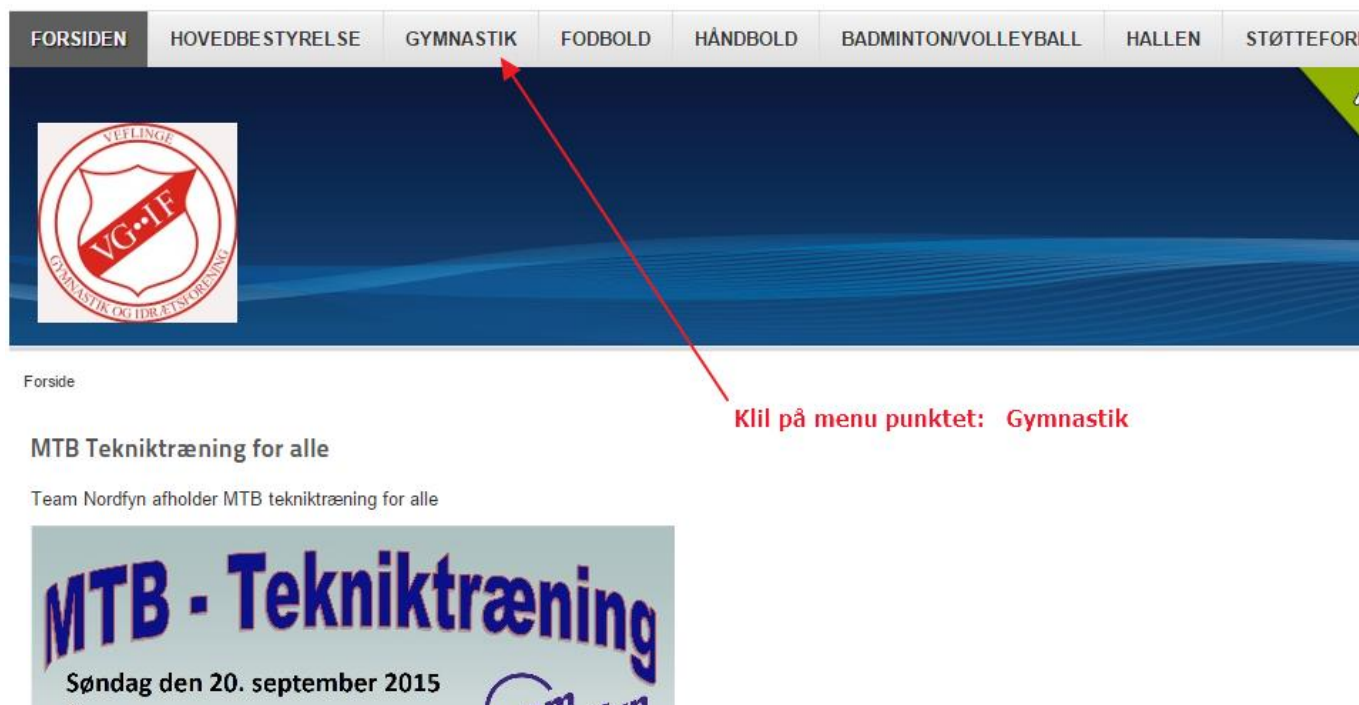 FORSIDEN HOVEDBESTYRELSE GYMNASTIK FODBOLD HÅNDBOLD BADMINTON/VOLLEYBALL HALLEN STØTTEFOR
VEFLINGE
VG··IF
GYMNASTIK OG IDRÆTSFORENING
Forside
Klil på menu punktet: Gymnastik
MTB Tekniktræning for alle
Team Nordfyn afholder MTB tekniktræning for alle
MTB - Tekniktræning
Søndag den 20. september 2015